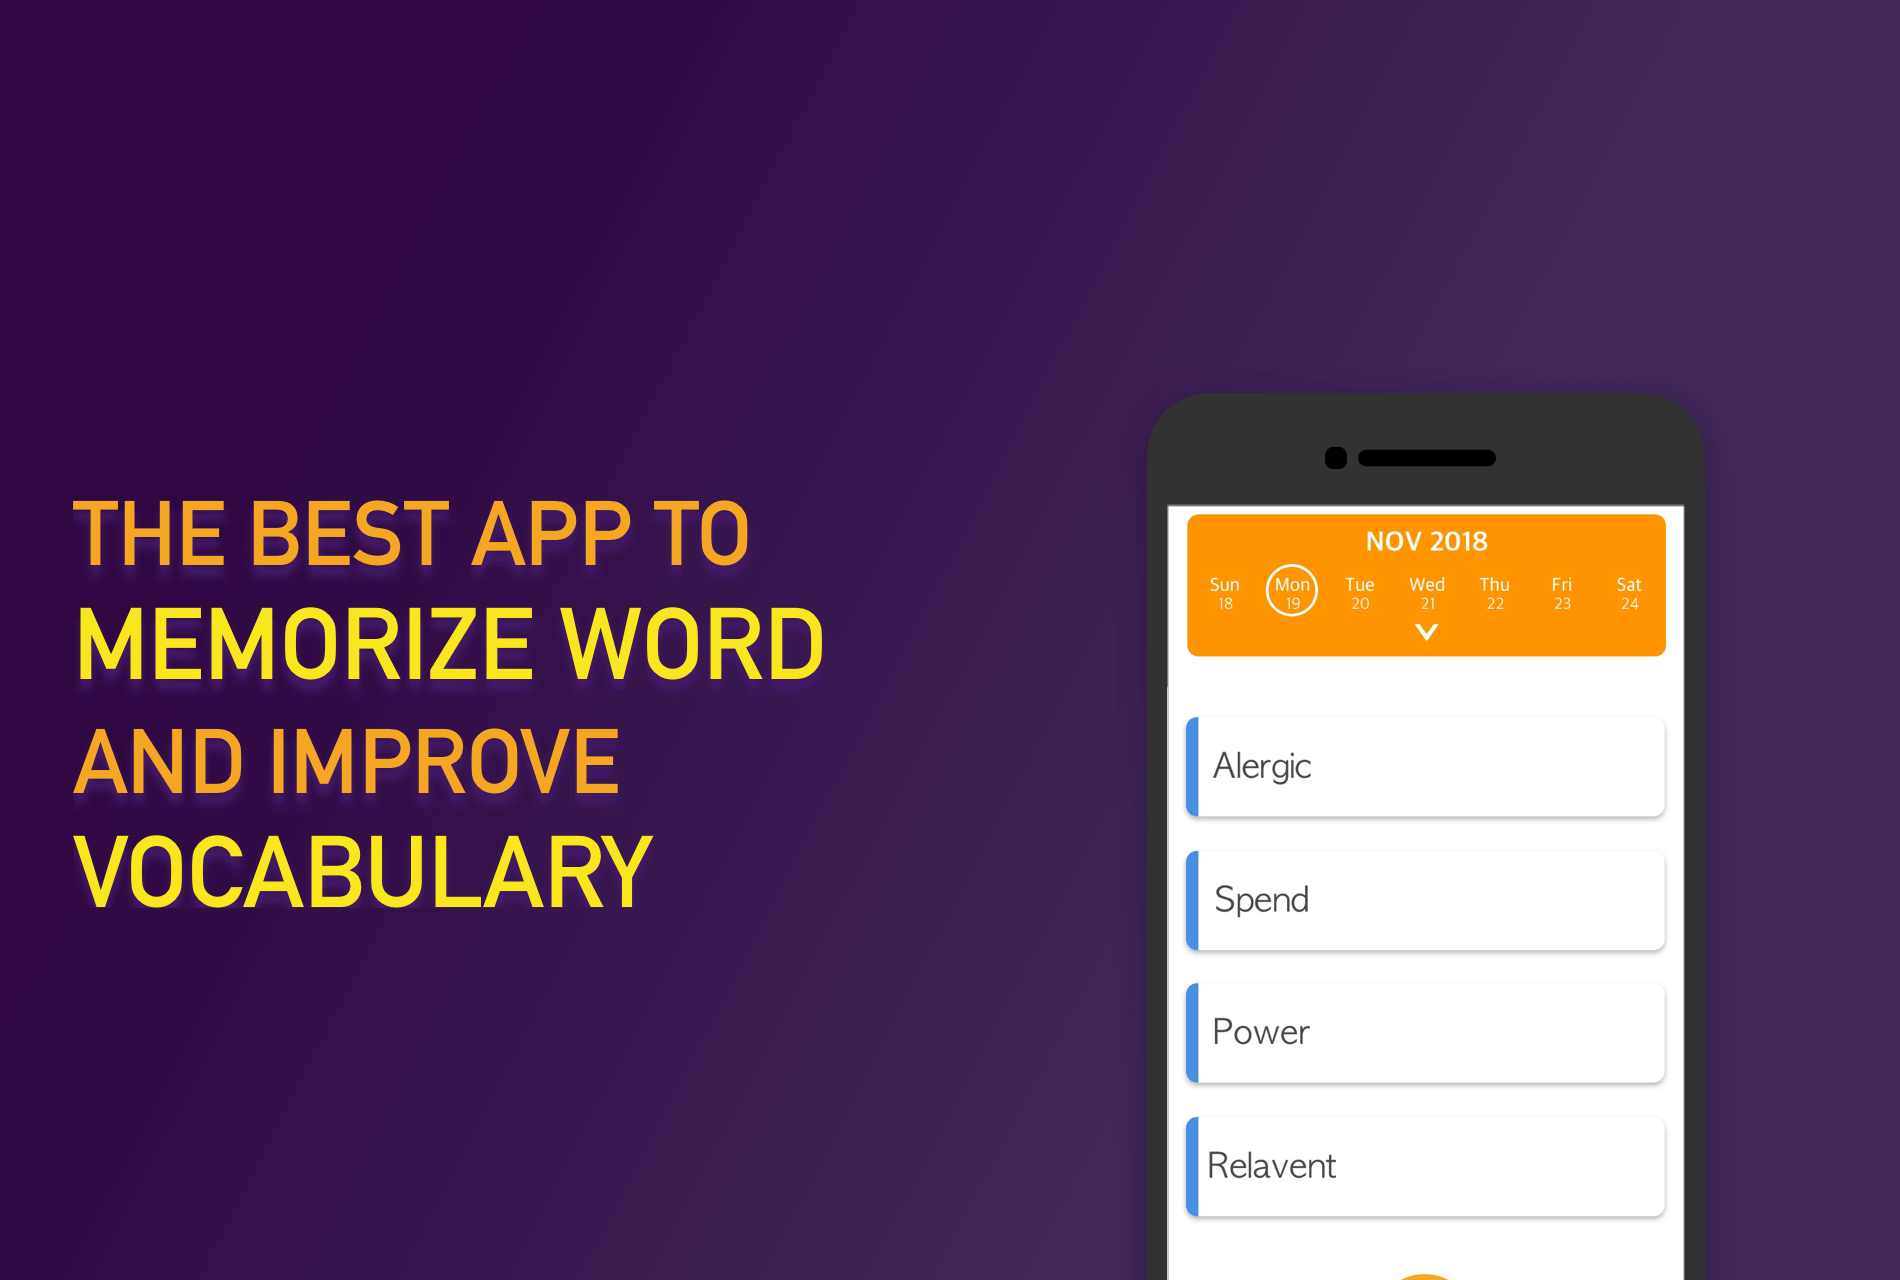 THE BEST APP TO
MEMORIZE WORD
AND IMPROVE
VOCABULARY
NOV 2018
Sun Mon Tue Wed Thu Fri Sat
18 19 20 21 22 23 24
Alergic
Spend
Power
Relavent